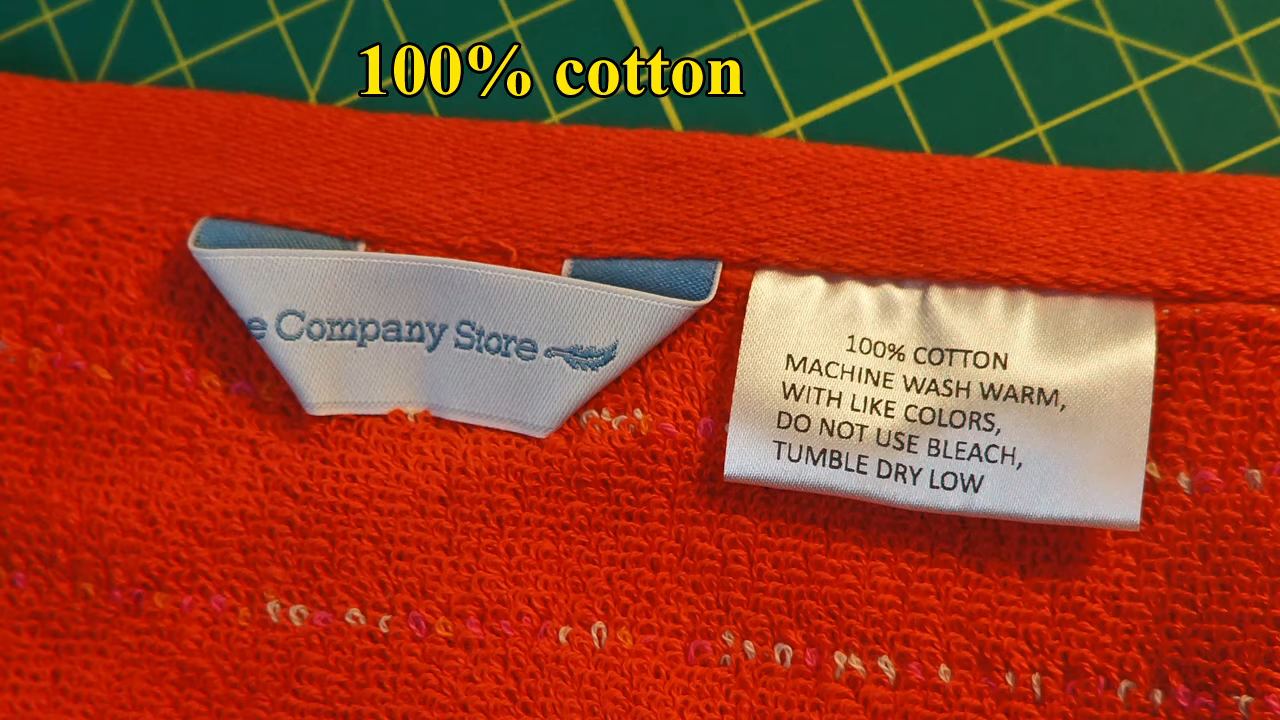 100% cotton
e Company Store
100% COTTON
MACHINE WASH WARM,
WITH LIKE COLORS,
DO NOT USE BLEACH,
TUMBLE DRY LOW